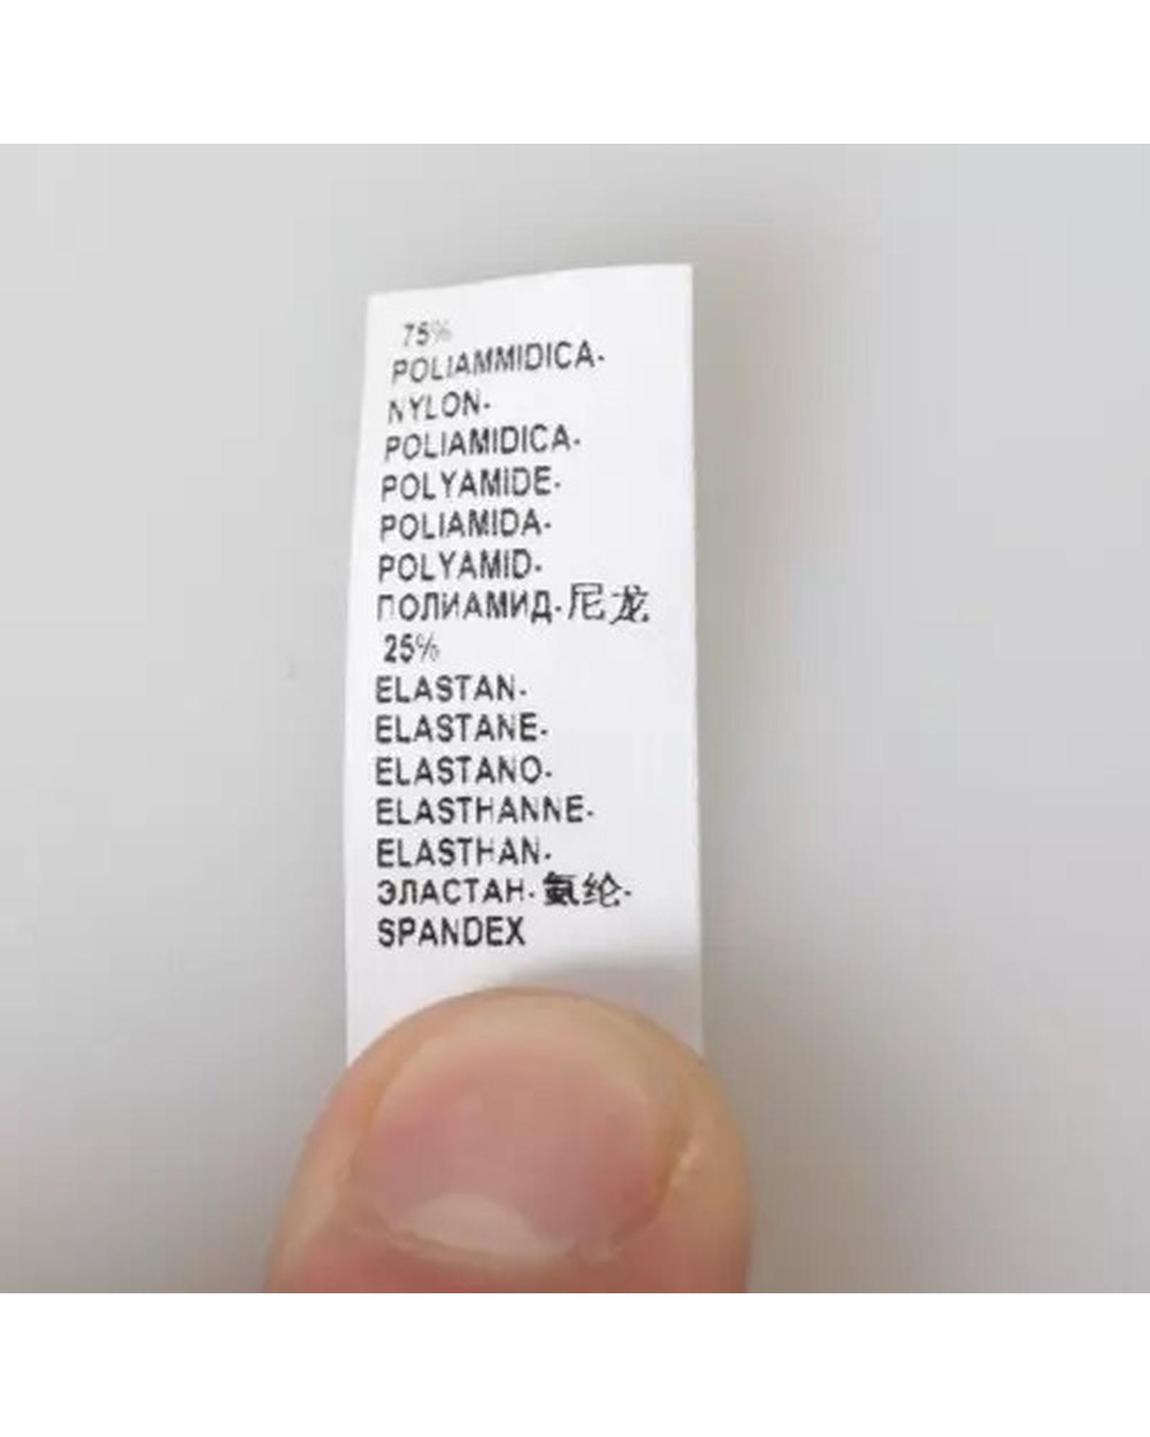 75%
POLIAMMIDICA-
NYLON-
POLIAMIDICA-
POLYAMIDE-
POLIAMIDA-
POLYAMID-
ПОЛИАМИД-尼龙
25%
ELASTAN-
ELASTANE-
ELASTANO-
ELASTHANNE-
ELASTHAN-
ЭЛАСТАН-氨纶-
SPANDEX